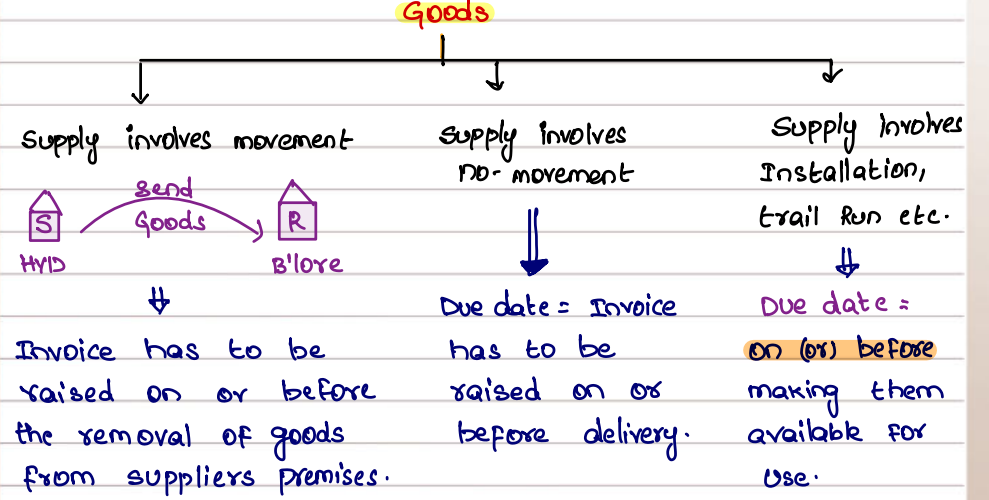 Goods
Supply involves movement
send
Goods
S
R
HYD
B'lore
Invoice has to be
raised on or before
the removal of goods
from suppliers premises.
Supply involves
no-movement
Due date = Invoice
has to be
raised on or
before delivery.
Supply Involves
Installation,
trail Run etc.
Due date =
on (or) before
making them
available for
use.